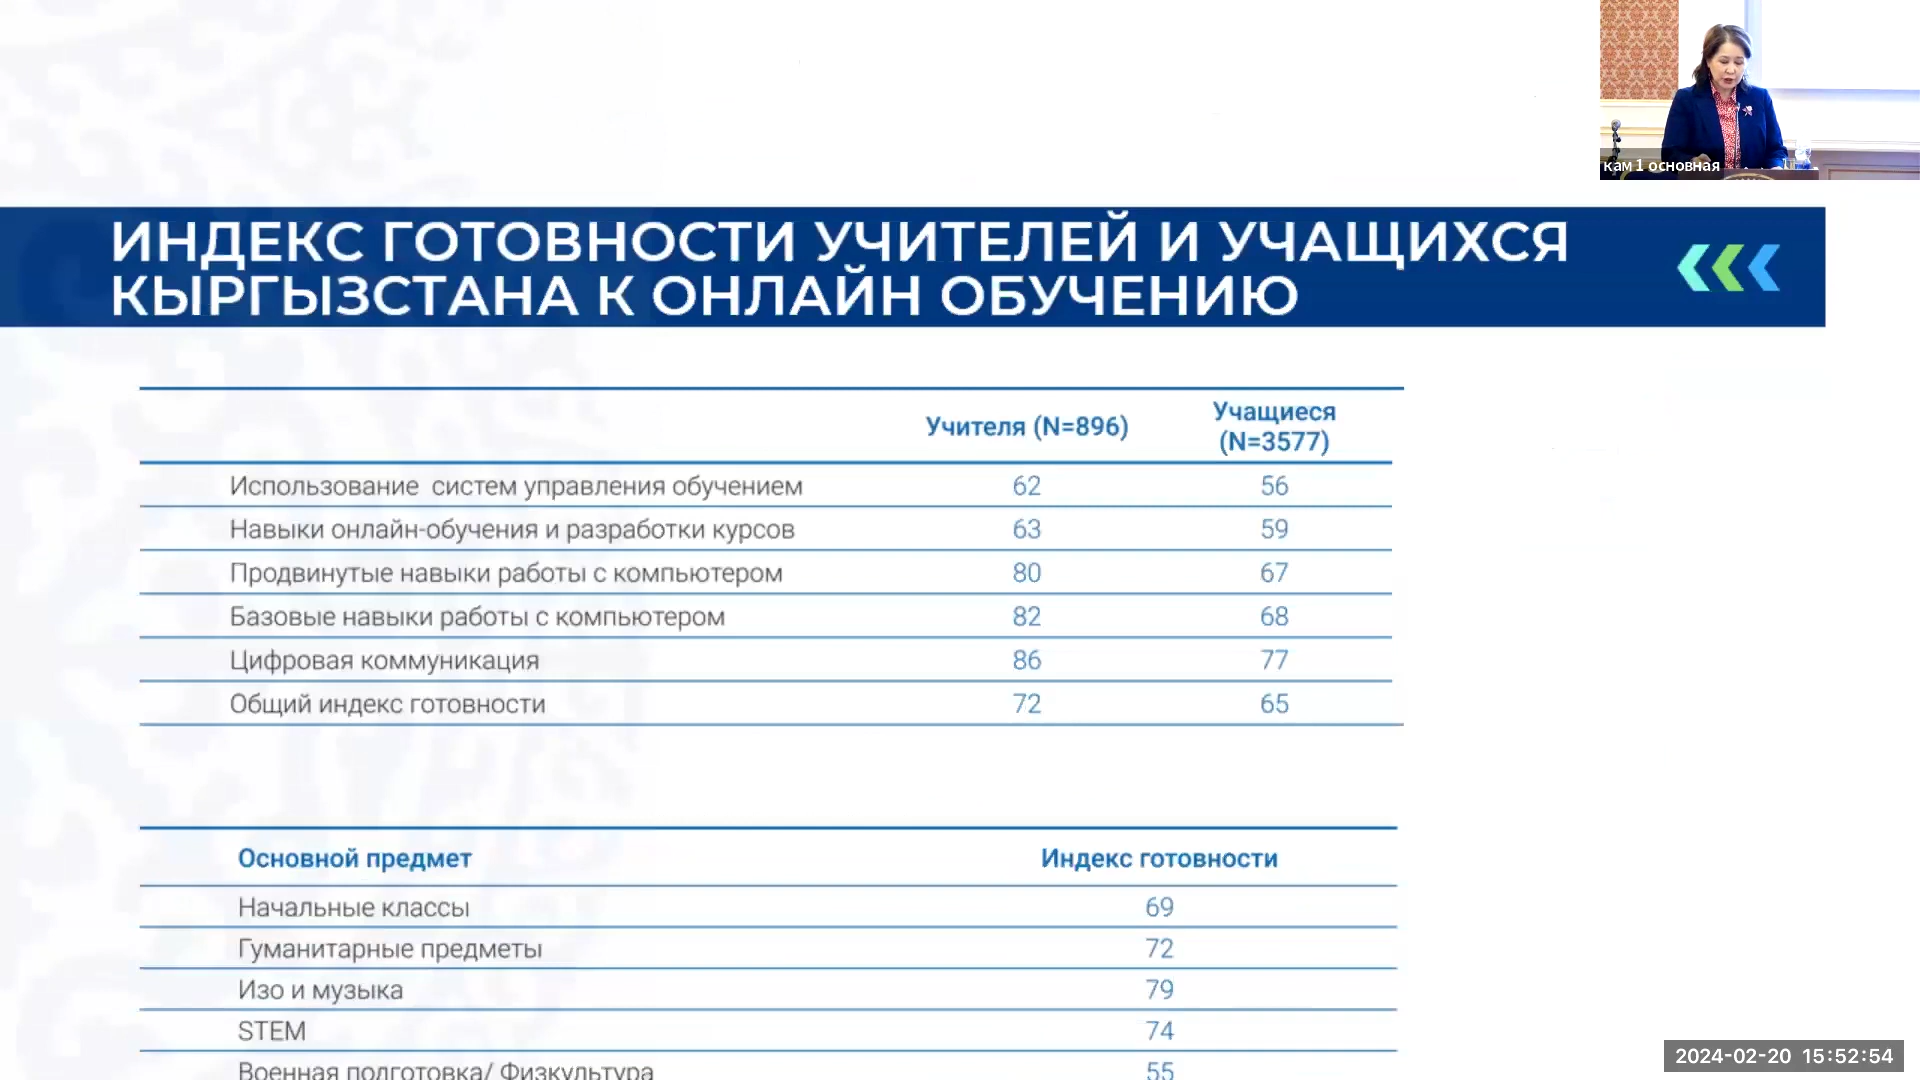 кам 1 основная
ИНДЕКС ГОТОВНОСТИ УЧИТЕЛЕЙ И УЧАЩИХСЯ
КЫРГЫЗСТАНА К ОНЛАЙН ОБУЧЕНИЮ
Учителя (N=896) Учащиеся (N=3577)
Использование систем управления обучением 62 56
Навыки онлайн-обучения и разработки курсов 63 59
Продвинутые навыки работы с компьютером 80 67
Базовые навыки работы с компьютером 82 68
Цифровая коммуникация 86 77
Общий индекс готовности 72 65
Основной предмет Индекс готовности
Начальные классы 69
Гуманитарные предметы 72
Изо и музыка 79
STEM 74
Военная подготовка/ Физкультура 55
2024-02-20 15:52:54